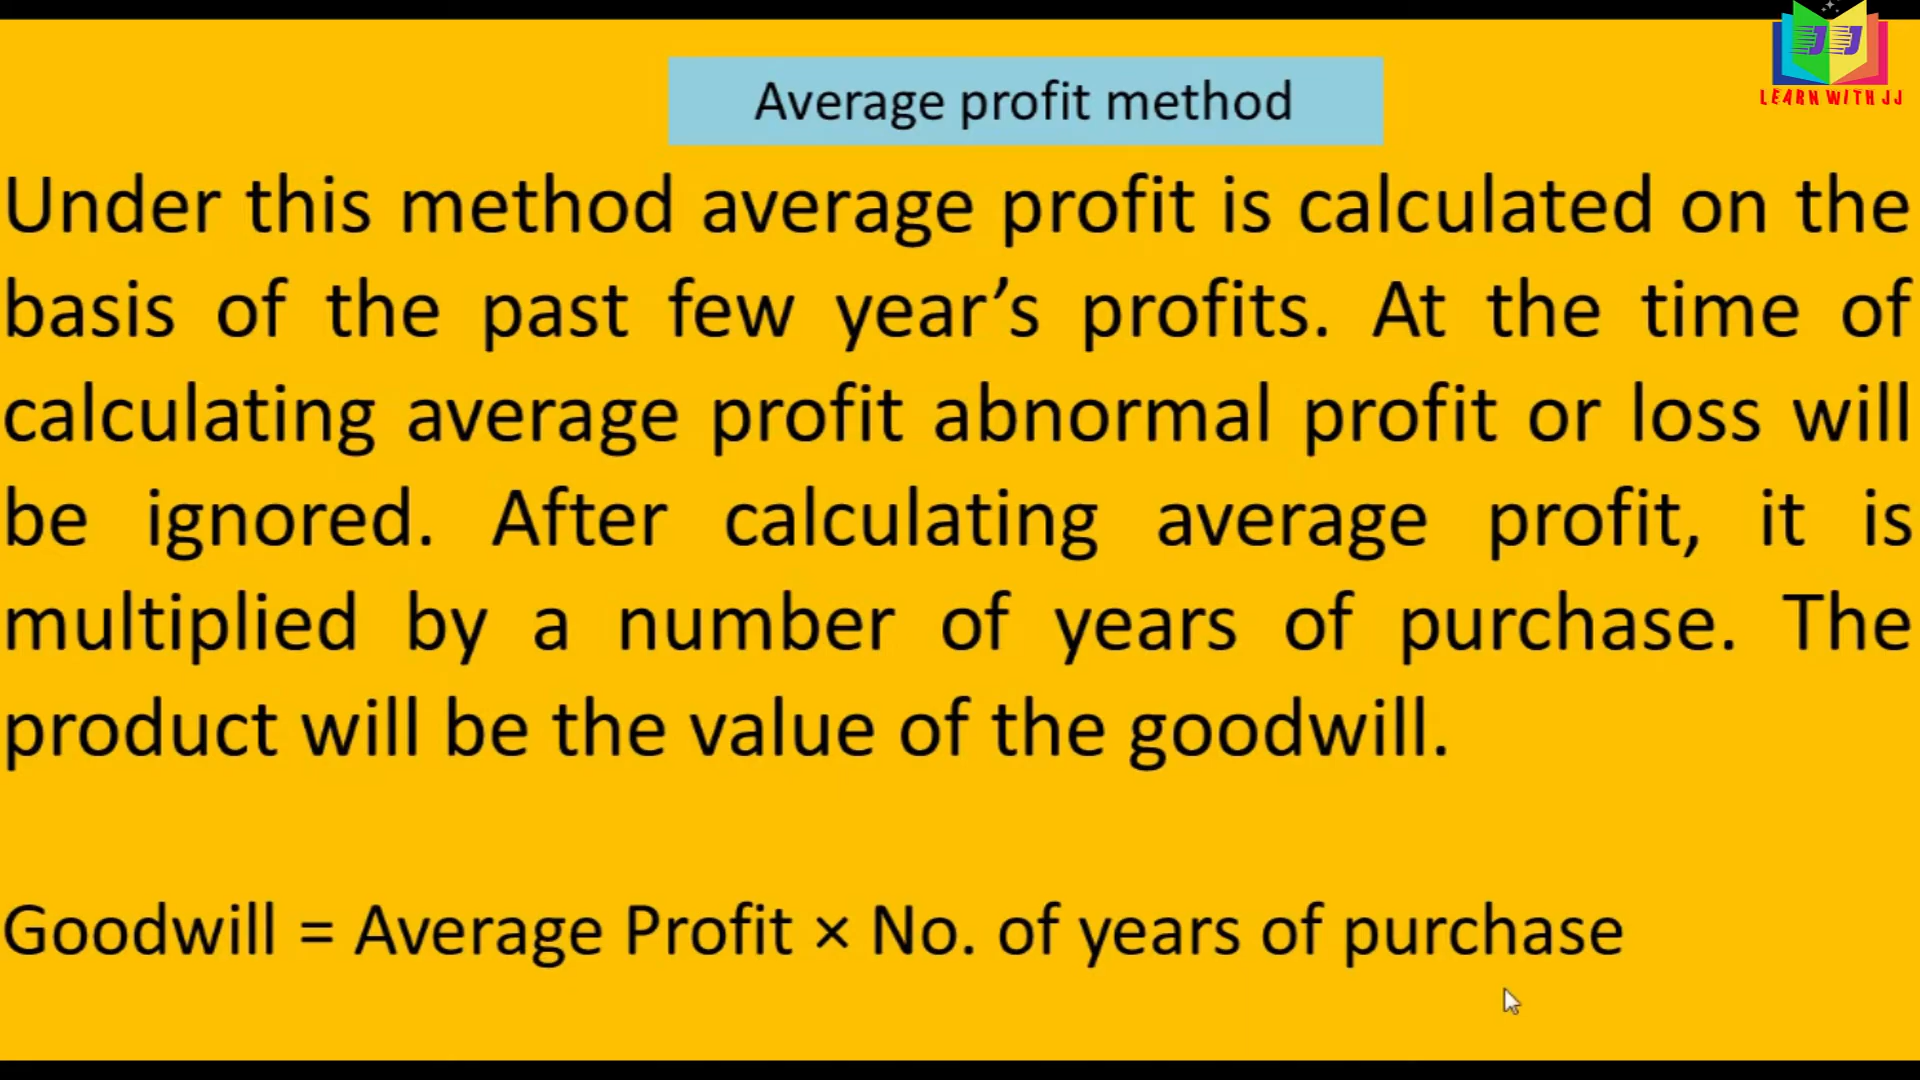 JJ
LEARN WITH JJ
Average profit method
Under this method average profit is calculated on the
basis of the past few year’s profits. At the time of
calculating average profit abnormal profit or loss will
be ignored. After calculating average profit, it is
multiplied by a number of years of purchase. The
product will be the value of the goodwill.
Goodwill = Average Profit × No. of years of purchase